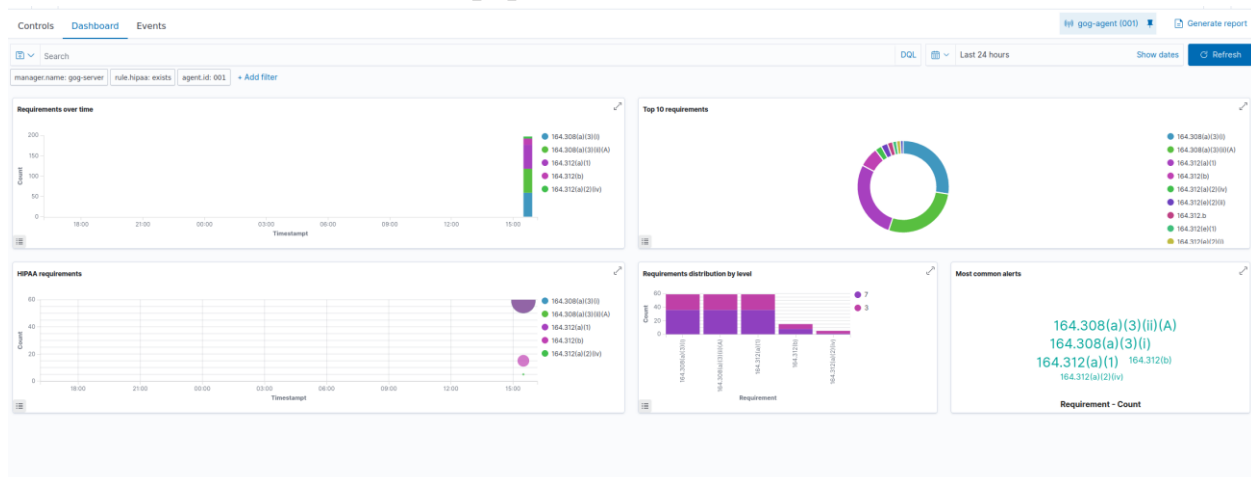 Controls Dashboard Events gog-agent (001) Generate report
Search DQL Last 24 hours Show dates Refresh
manager.name: gog-server rule.hipaa: exists agent.id: 001 + Add filter
Requirements over time
200
150
100
50
0
Count
18:00 21:00 00:00 03:00 06:00 09:00 12:00 15:00
Timestampt
164.308(a)(3)(i)
164.308(a)(3)(ii)(A)
164.312(a)(1)
164.312(b)
164.312(a)(2)(iv)
Top 10 requirements
164.308(a)(3)(i)
164.308(a)(3)(ii)(A)
164.312(a)(1)
164.312(b)
164.312(a)(2)(iv)
164.312(a)(2)(ii)
164.312.b
164.312(e)(1)
HIPAA requirements
60
40
20
0
Count
18:00 21:00 00:00 03:00 06:00 09:00 12:00 15:00
Timestampt
164.308(a)(3)(i)
164.308(a)(3)(ii)(A)
164.312(a)(1)
164.312(b)
164.312(a)(2)(iv)
Requirements distribution by level
60
40
20
0
Count
7
3
164.308(a)(3)(i)
164.308(a)(3)(ii)(A)
164.312(a)(1)
164.312(b)
164.312(a)(2)(iv)
Requirement
Most common alerts
164.308(a)(3)(ii)(A)
164.308(a)(3)(i)
164.312(a)(1) 164.312(b)
164.312(a)(2)(iv)
Requirement - Count